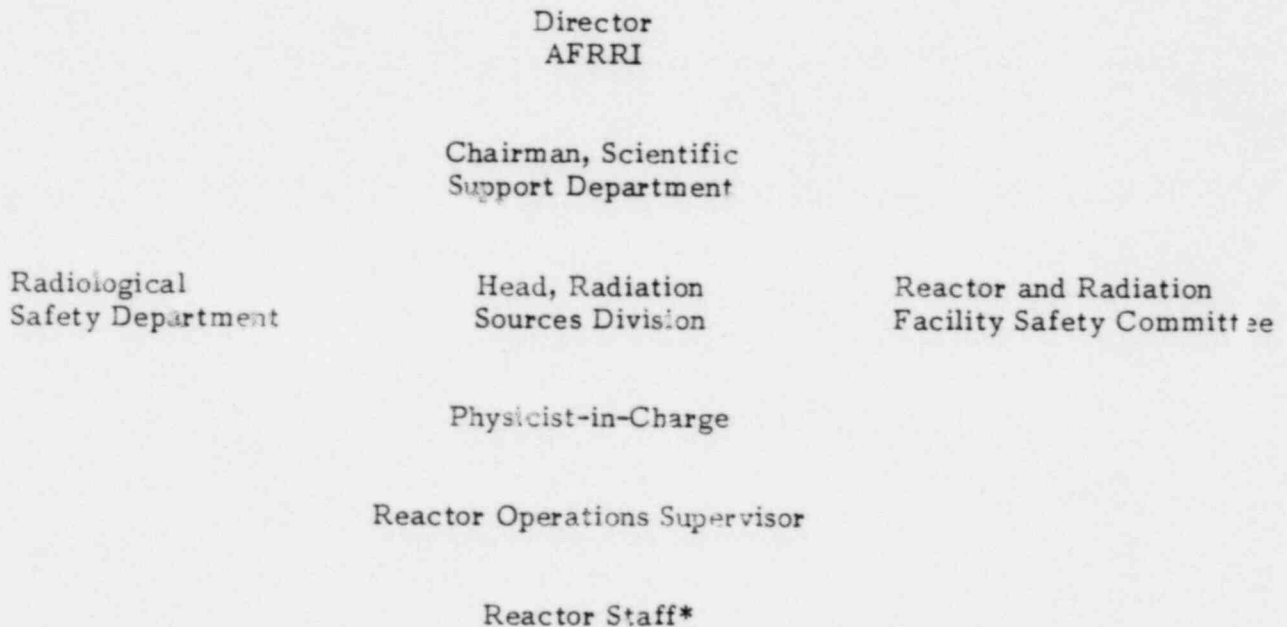 Director
AFRRI
Chairman, Scientific
Support Department
Radiological
Safety Department
Head, Radiation
Sources Division
Reactor and Radiation
Facility Safety Committee
Physicist-in-Charge
Reactor Operations Supervisor
Reactor Staff*